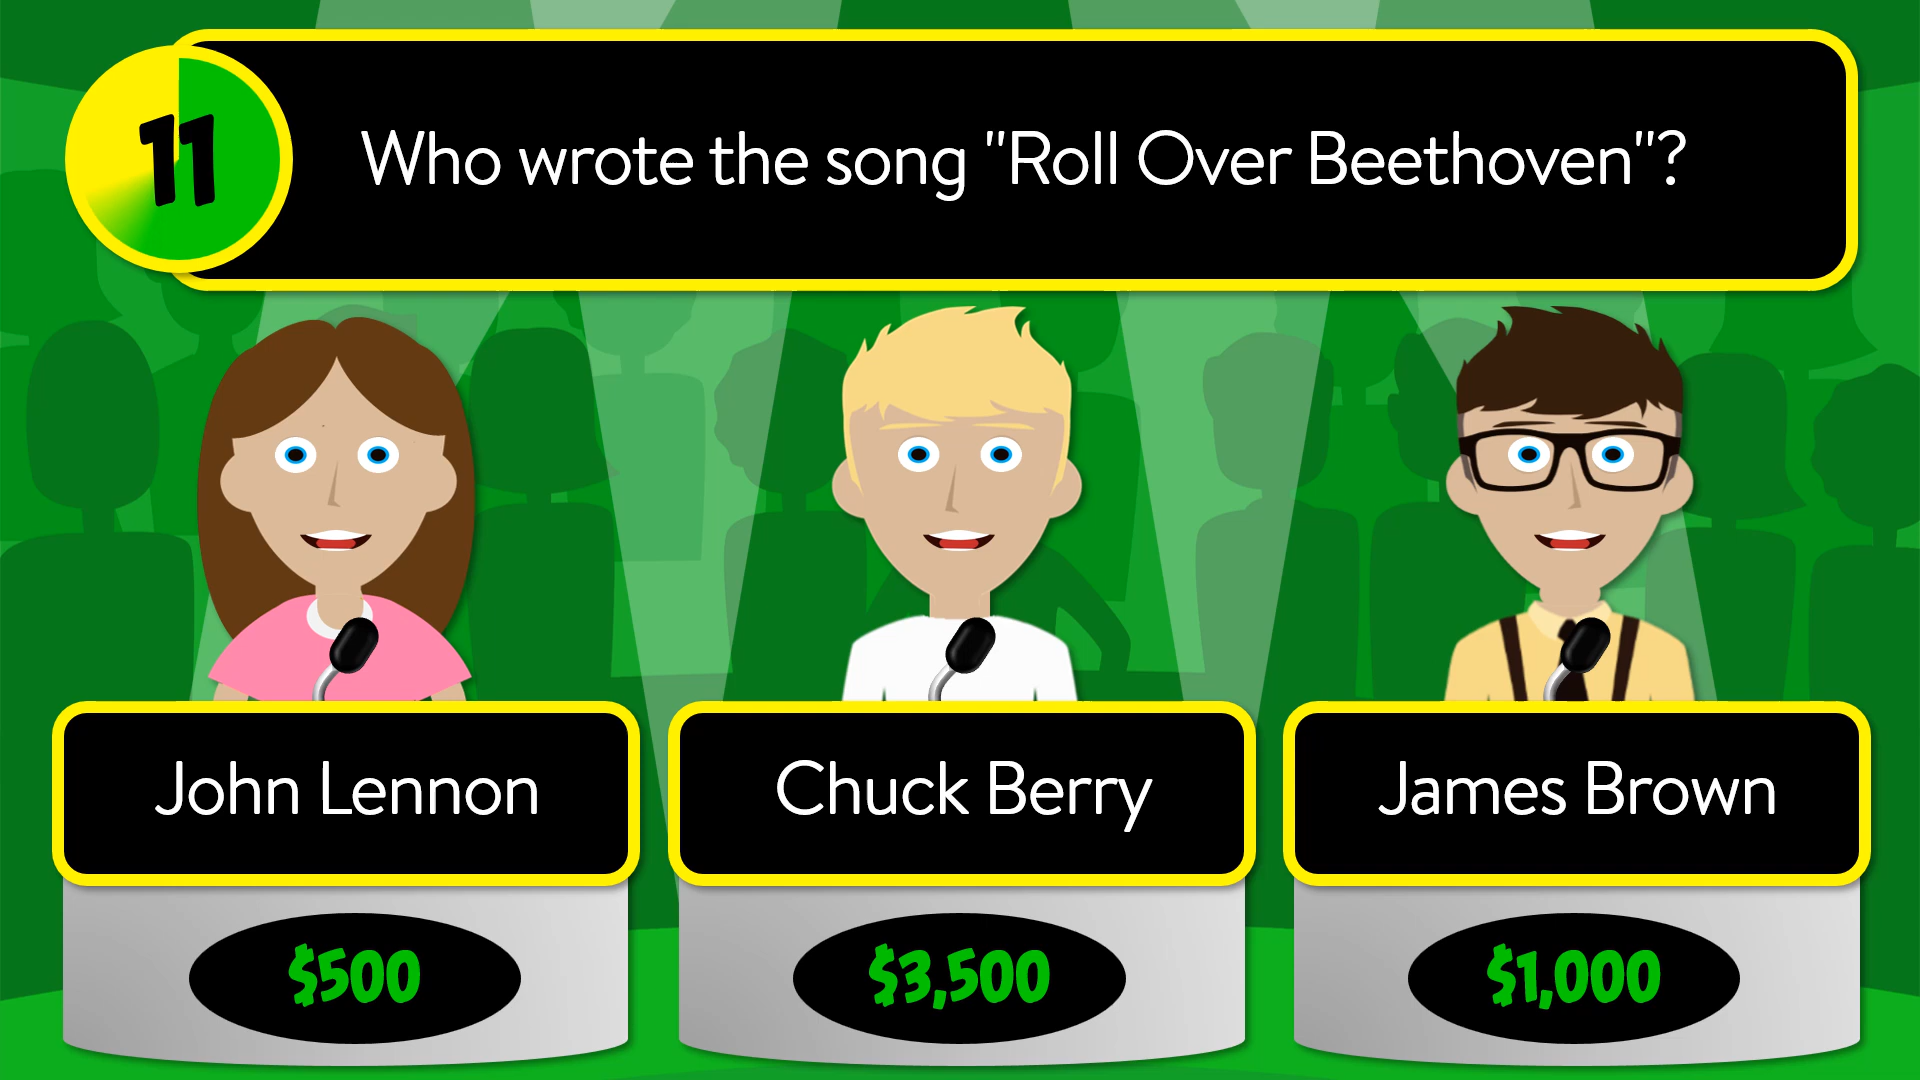 11
Who wrote the song "Roll Over Beethoven"?
John Lennon
Chuck Berry
James Brown
$500
$3,500
$1,000